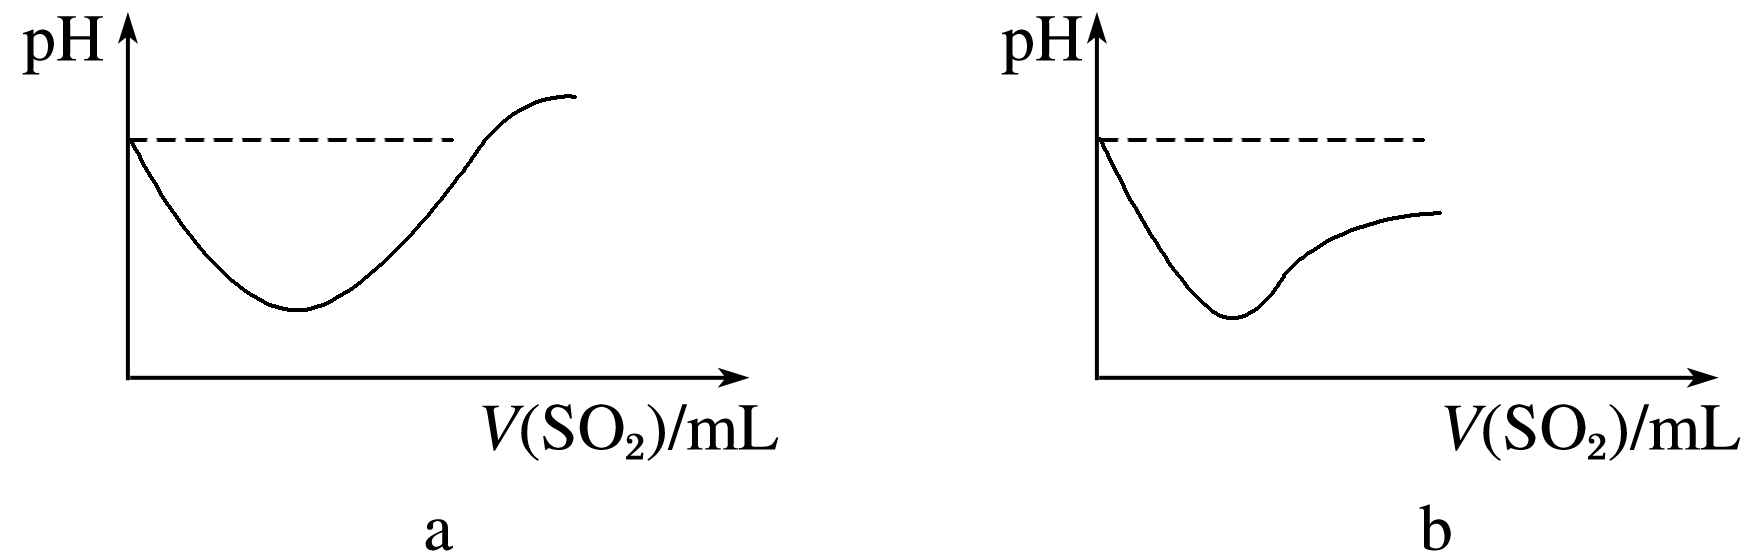 pH
V(SO₂)/mL
a
pH
V(SO₂)/mL
b